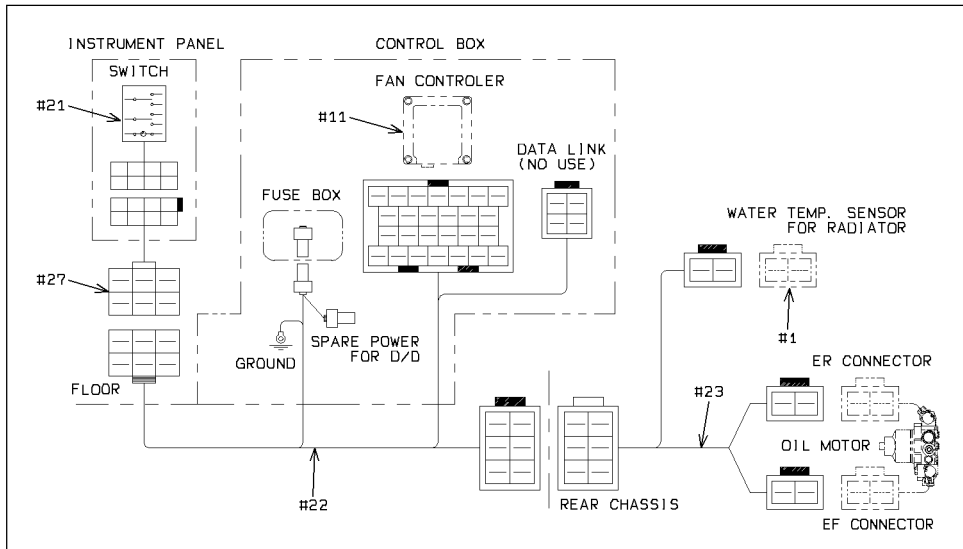 INSTRUMENT PANEL
SWITCH
#21
#27
FLOOR
CONTROL BOX
FAN CONTROLER
#11
DATA LINK
(NO USE)
FUSE BOX
GROUND
SPARE POWER
FOR D/D
#22
WATER TEMP. SENSOR
FOR RADIATOR
#1
#23
ER CONNECTOR
OIL MOTOR
REAR CHASSIS
EF CONNECTOR